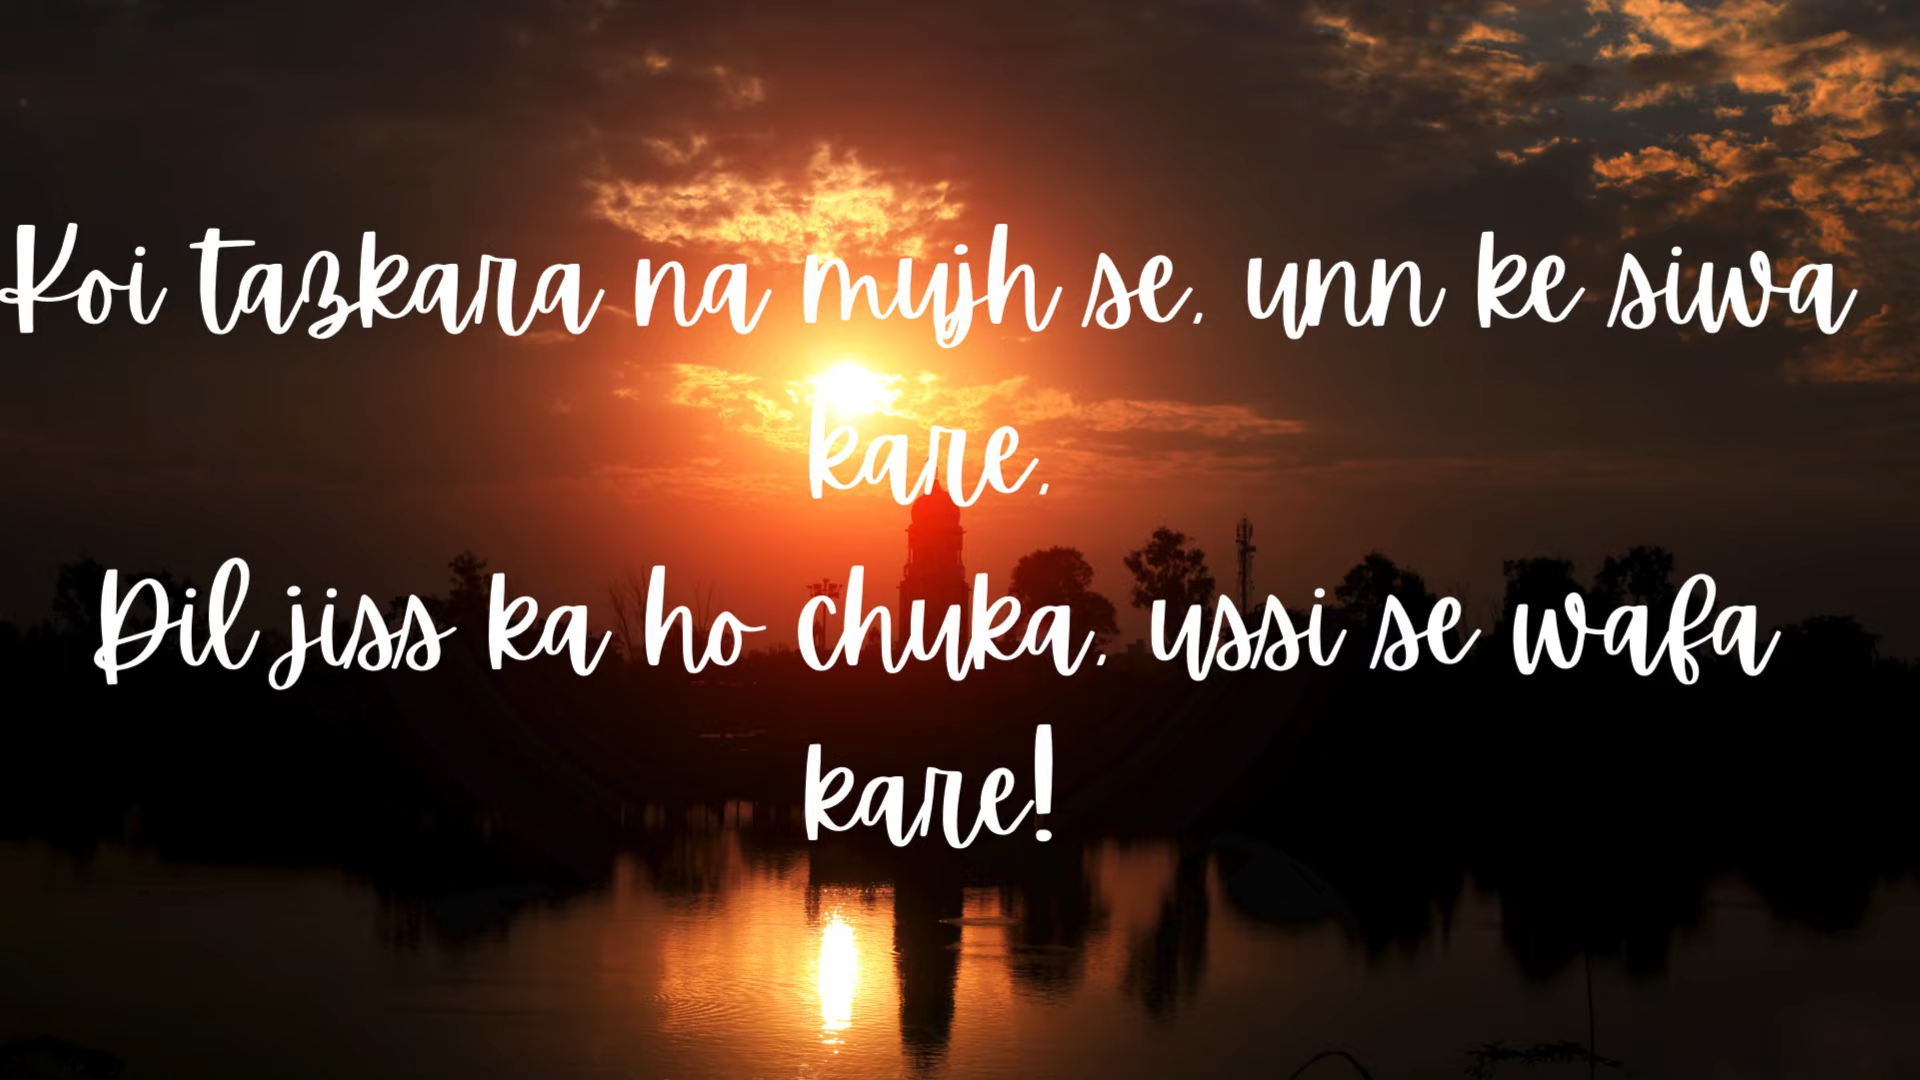 Koi tazkara na mujh se, unn ke siwa
kare,
Dil jiss ka ho chuka, ussi se wafa
kare!